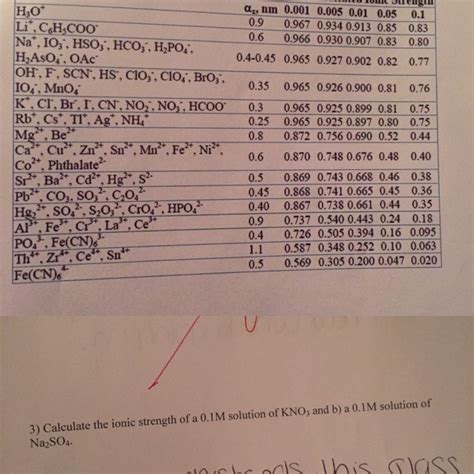 Ionic Strength
H₃O⁺ αₓ, nm 0.001 0.005 0.01 0.05 0.1
Li⁺, C₆H₅COO⁻ 0.9 0.967 0.934 0.913 0.85 0.83
Na⁺, IO₃⁻, HSO₃⁻, HCO₃⁻, H₂PO₄⁻, 0.6 0.966 0.930 0.907 0.83 0.80
H₂AsO₄⁻, OAc⁻ 0.4-0.45 0.965 0.927 0.902 0.82 0.77
OH⁻, F⁻, SCN⁻, HS⁻, ClO₃⁻, ClO₄⁻, BrO₃⁻,
IO₄⁻, MnO₄⁻ 0.35 0.965 0.926 0.900 0.81 0.76
K⁺, Cl⁻, Br⁻, I⁻, CN⁻, NO₂⁻, NO₃⁻, HCOO⁻ 0.3 0.965 0.925 0.899 0.81 0.75
Rb⁺, Cs⁺, Tl⁺, Ag⁺, NH₄⁺ 0.25 0.965 0.925 0.897 0.80 0.75
Mg²⁺, Be²⁺ 0.8 0.872 0.756 0.690 0.52 0.44
Ca²⁺, Cu²⁺, Zn²⁺, Sn²⁺, Mn²⁺, Fe²⁺, Ni²⁺,
Co²⁺, Phthalate²⁻ 0.6 0.870 0.748 0.676 0.48 0.40
Sr²⁺, Ba²⁺, Cd²⁺, Hg²⁺, S²⁻ 0.5 0.869 0.743 0.668 0.46 0.38
Pb²⁺, CO₃²⁻, SO₃²⁻, C₂O₄²⁻ 0.45 0.868 0.741 0.665 0.45 0.36
Hg₂²⁺, SO₄²⁻, S₂O₃²⁻, CrO₄²⁻, HPO₄²⁻ 0.40 0.867 0.738 0.661 0.44 0.35
Al³⁺, Fe³⁺, Cr³⁺, La³⁺, Ce³⁺ 0.9 0.737 0.540 0.443 0.24 0.18
PO₄³⁻, Fe(CN)₆³⁻ 0.4 0.726 0.505 0.394 0.16 0.095
Th⁴⁺, Zr⁴⁺, Ce⁴⁺, Sn⁴⁺ 1.1 0.587 0.348 0.252 0.10 0.063
Fe(CN)₆⁴⁻ 0.5 0.569 0.305 0.200 0.047 0.020
3) Calculate the ionic strength of a 0.1M solution of KNO₃ and b) a 0.1M solution of
Na₂SO₄.
this class